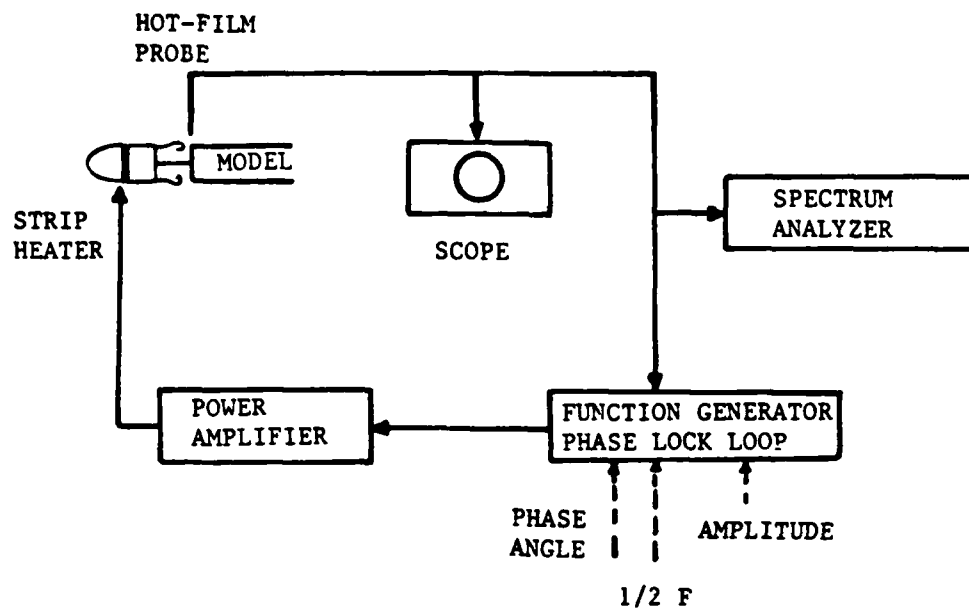 HOT-FILM
PROBE
MODEL
STRIP
HEATER
SCOPE
SPECTRUM
ANALYZER
POWER
AMPLIFIER
FUNCTION GENERATOR
PHASE LOCK LOOP
PHASE
ANGLE
AMPLITUDE
1/2 F